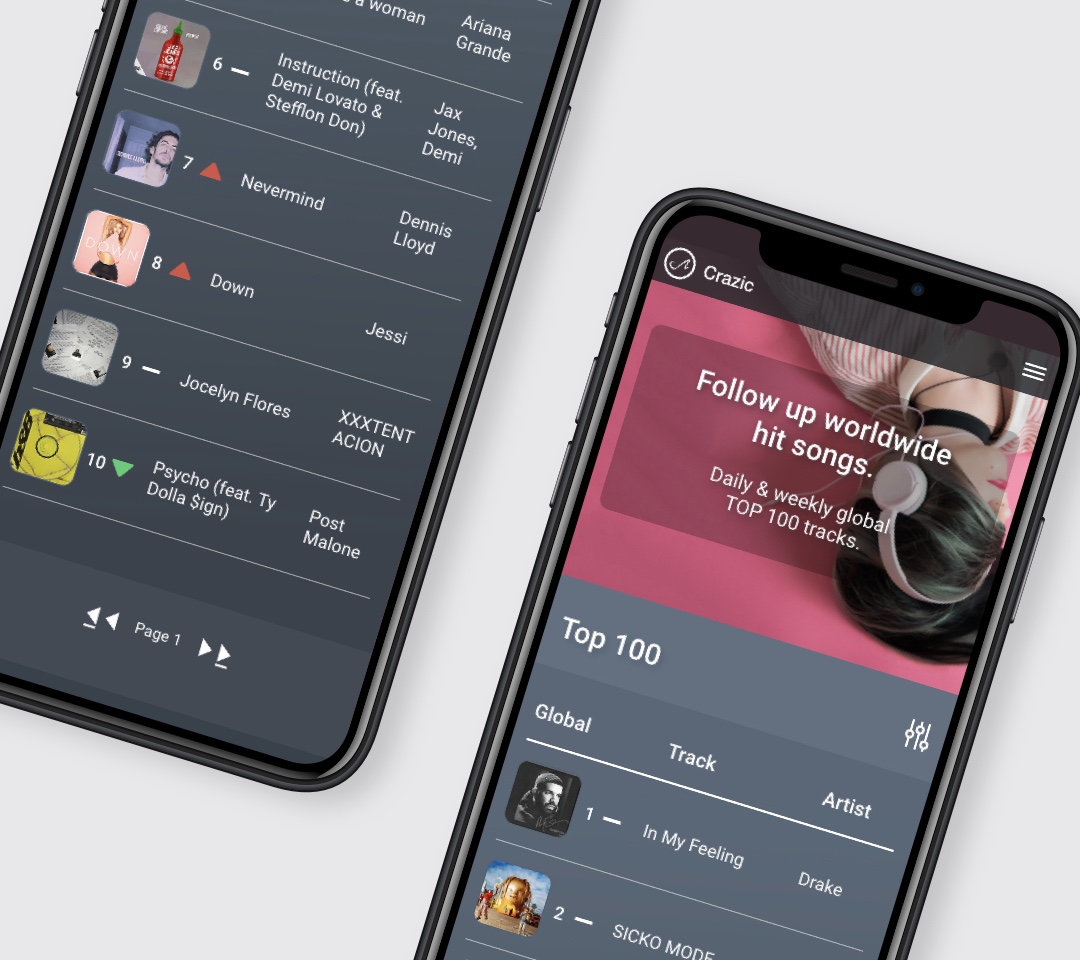 s a woman
Ariana
Grande
6
Instruction (feat.
Demi Lovato &
Stefflon Don)
Jax
Jones,
Demi
7
Nevermind
Dennis
Lloyd
DOWN
8
Down
Jessi
9
Jocelyn Flores
XXXTENT
ACION
10
Psycho (feat. Ty
Dolla $ign)
Post
Malone
Page 1
Crazic
Follow up worldwide
hit songs.
Daily & weekly global
TOP 100 tracks.
Top 100
Global
Track
Artist
1
In My Feeling
Drake
2
SICKO MODE